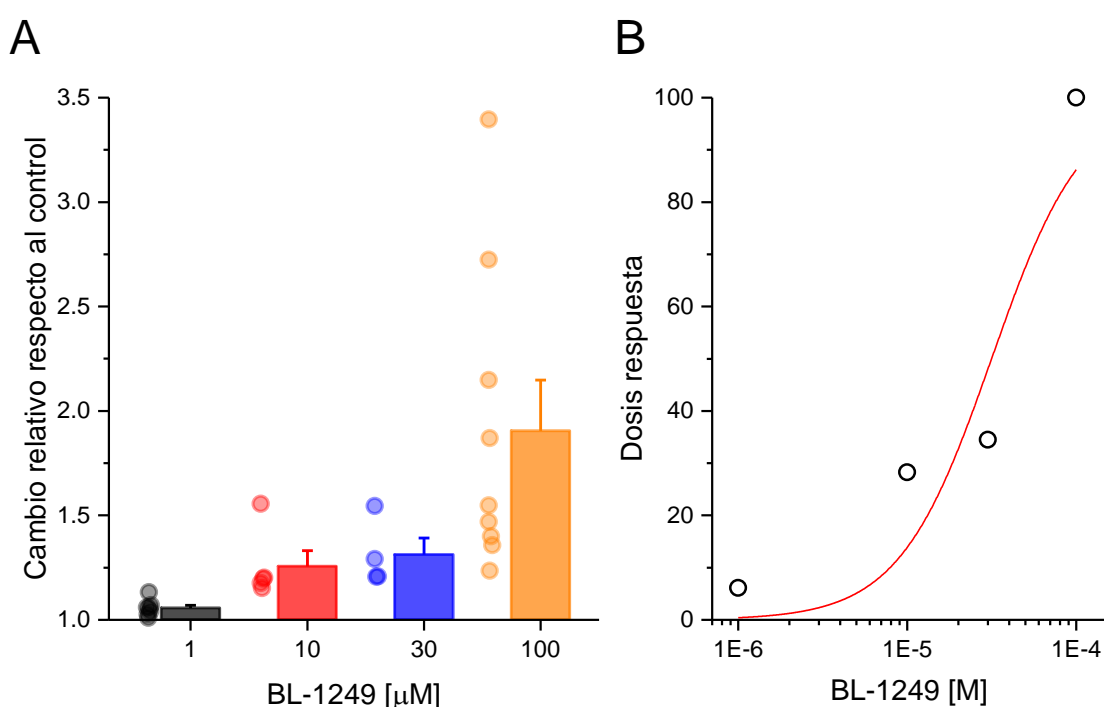 A
Cambio relativo respecto al control
3.5
3.0
2.5
2.0
1.5
1.0
1 10 30 100
BL-1249 [μM]
B
Dosis respuesta
100
80
60
40
20
0
1E-6 1E-5 1E-4
BL-1249 [M]